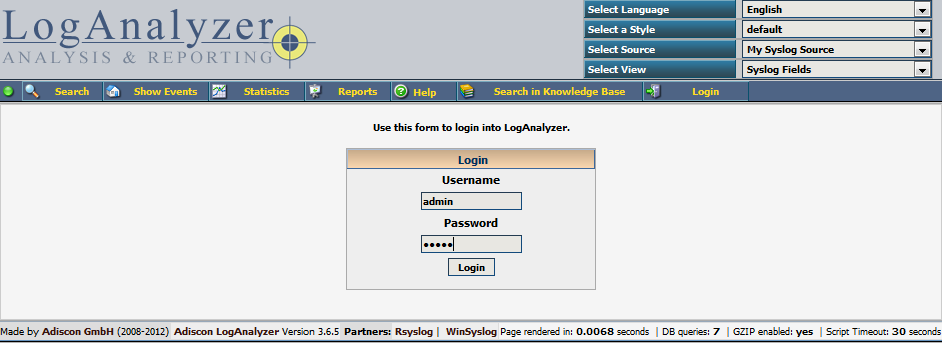 LogAnalyzer
ANALYSIS & REPORTING
Select Language English
Select a Style default
Select Source My Syslog Source
Select View Syslog Fields
Search Show Events Statistics Reports Help Search in Knowledge Base Login
Use this form to login into LogAnalyzer.
Login
Username
admin
Password
•••••
Login
Made by Adiscon GmbH (2008-2012) Adiscon LogAnalyzer Version 3.6.5 Partners: Rsyslog | WinSyslog Page rendered in: 0.0068 seconds | DB queries: 7 | GZIP enabled: yes | Script Timeout: 30 seconds